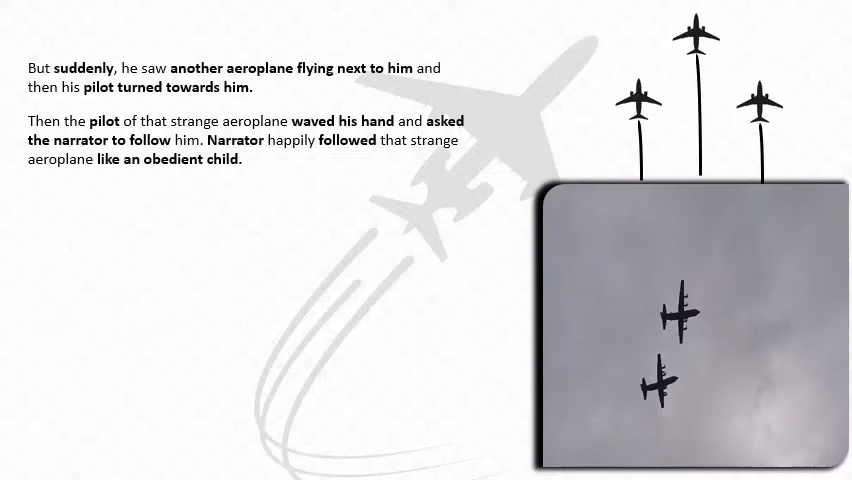 But suddenly, he saw another aeroplane flying next to him and
then his pilot turned towards him.
Then the pilot of that strange aeroplane waved his hand and asked
the narrator to follow him. Narrator happily followed that strange
aeroplane like an obedient child.